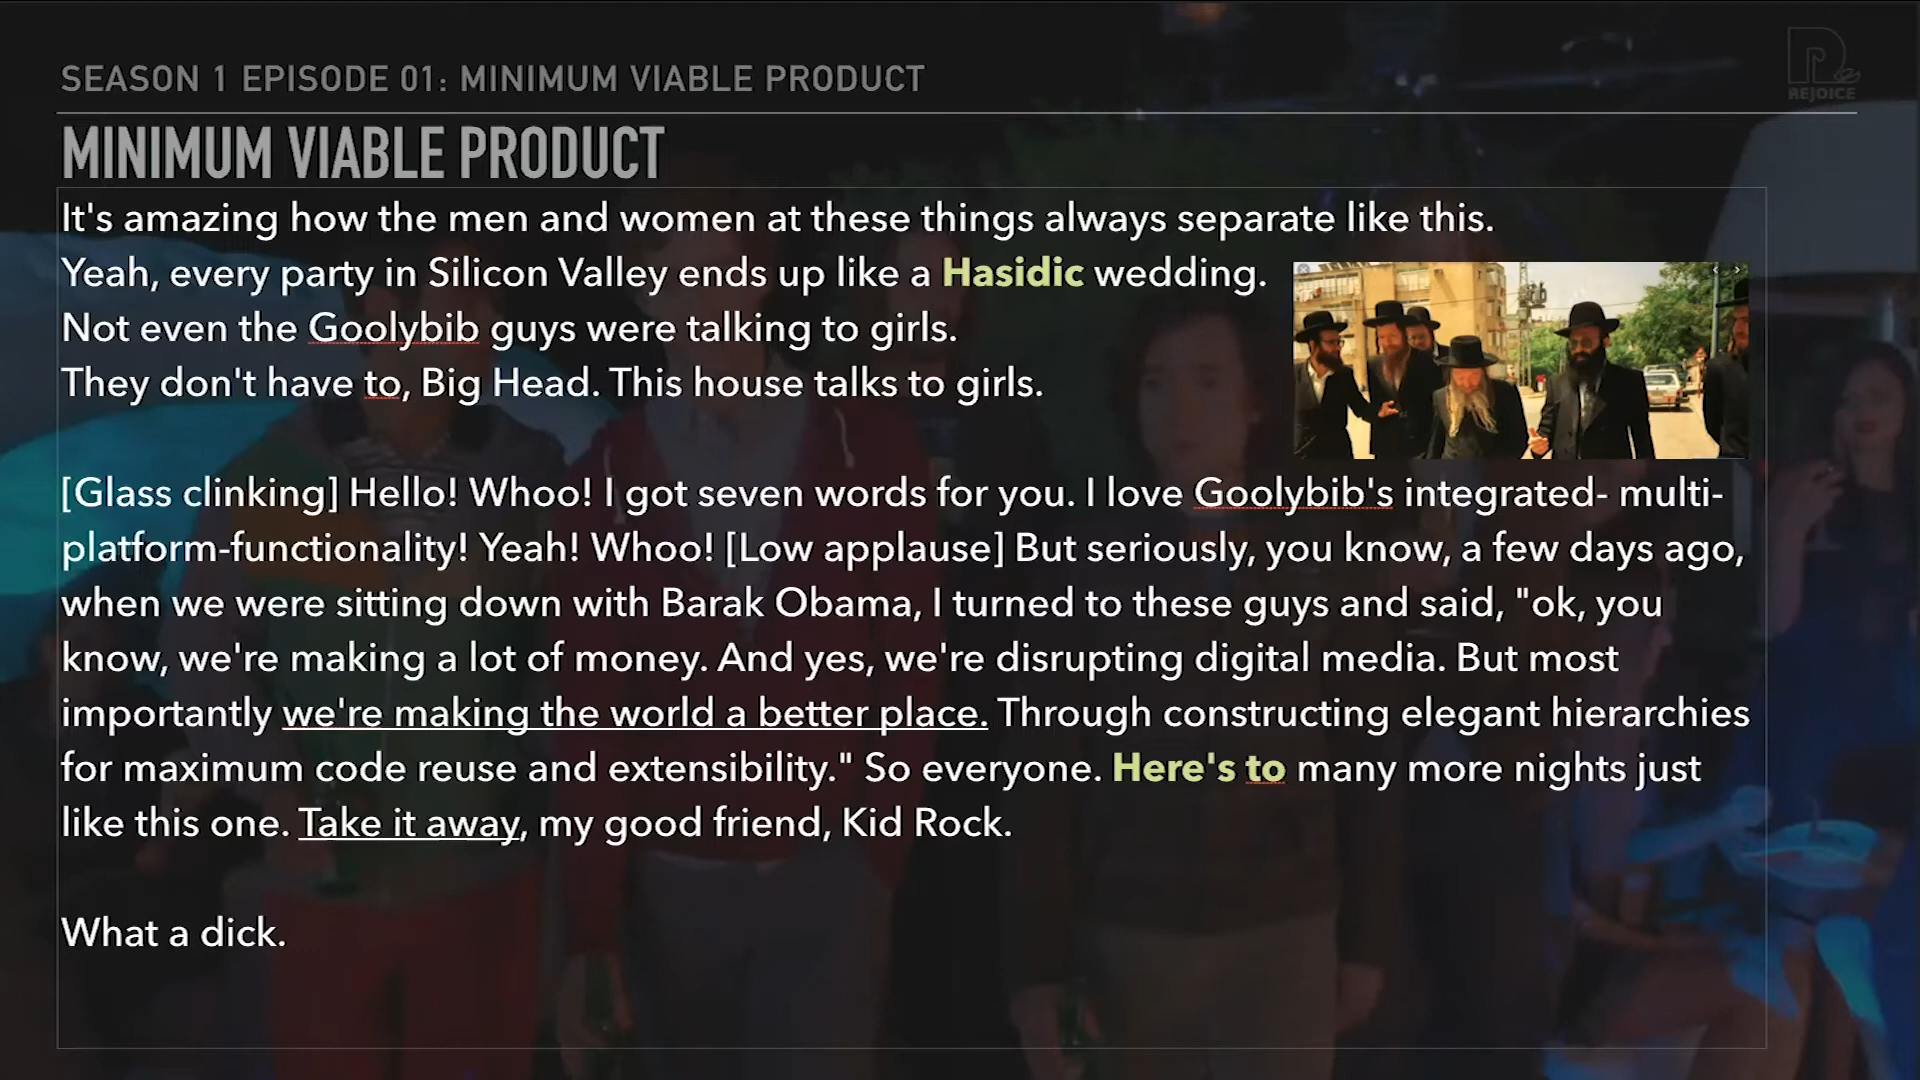 SEASON 1 EPISODE 01: MINIMUM VIABLE PRODUCT
REJOICE
MINIMUM VIABLE PRODUCT
It's amazing how the men and women at these things always separate like this.
Yeah, every party in Silicon Valley ends up like a Hasidic wedding.
Not even the Goolybib guys were talking to girls.
They don't have to, Big Head. This house talks to girls.
[Glass clinking] Hello! Whoo! I got seven words for you. I love Goolybib's integrated- multi-
platform-functionality! Yeah! Whoo! [Low applause] But seriously, you know, a few days ago,
when we were sitting down with Barak Obama, I turned to these guys and said, "ok, you
know, we're making a lot of money. And yes, we're disrupting digital media. But most
importantly we're making the world a better place. Through constructing elegant hierarchies
for maximum code reuse and extensibility." So everyone. Here's to many more nights just
like this one. Take it away, my good friend, Kid Rock.
What a dick.